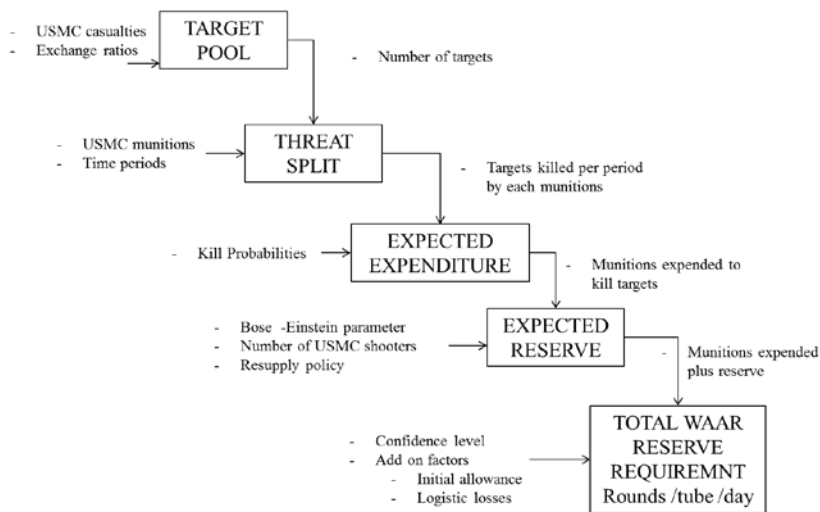 - USMC casualties
- Exchange ratios
TARGET
POOL
- Number of targets
- USMC munitions
- Time periods
THREAT
SPLIT
- Targets killed per period
by each munitions
- Kill Probabilities
EXPECTED
EXPENDITURE
- Munitions expended to
kill targets
- Bose -Einstein parameter
- Number of USMC shooters
- Resupply policy
EXPECTED
RESERVE
- Munitions expended
plus reserve
- Confidence level
- Add on factors
- Initial allowance
- Logistic losses
TOTAL WAAR
RESERVE
REQUIREMNT
Rounds /tube /day